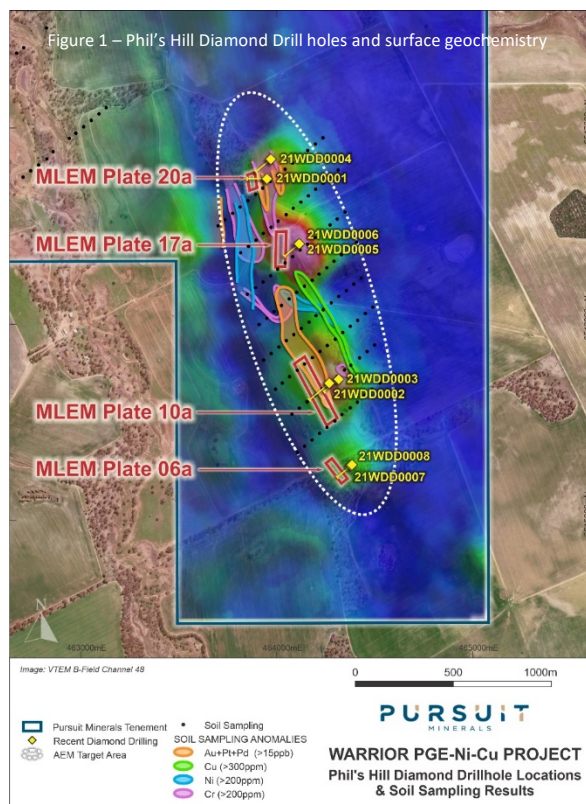 Figure 1 – Phil's Hill Diamond Drill holes and surface geochemistry
21WDD0004
MLEM Plate 20a
21WDD0001
21WDD0006
MLEM Plate 17a
21WDD0005
21WDD0003
21WDD0002
MLEM Plate 10a
21WDD0008
MLEM Plate 06a
21WDD0007
N
463000mE
464000mE
465000mE
Image: VTEM B-Field Channel 48
0 500 1000m
Pursuit Minerals Tenement
Recent Diamond Drilling
AEM Target Area
Soil Sampling
SOIL SAMPLING ANOMALIES
Au+Pt+Pd (>15ppb)
Cu (>300ppm)
Ni (>200ppm)
Cr (>200ppm)
PURSUIT
MINERALS
WARRIOR PGE-Ni-Cu PROJECT
Phil's Hill Diamond Drillhole Locations
& Soil Sampling Results